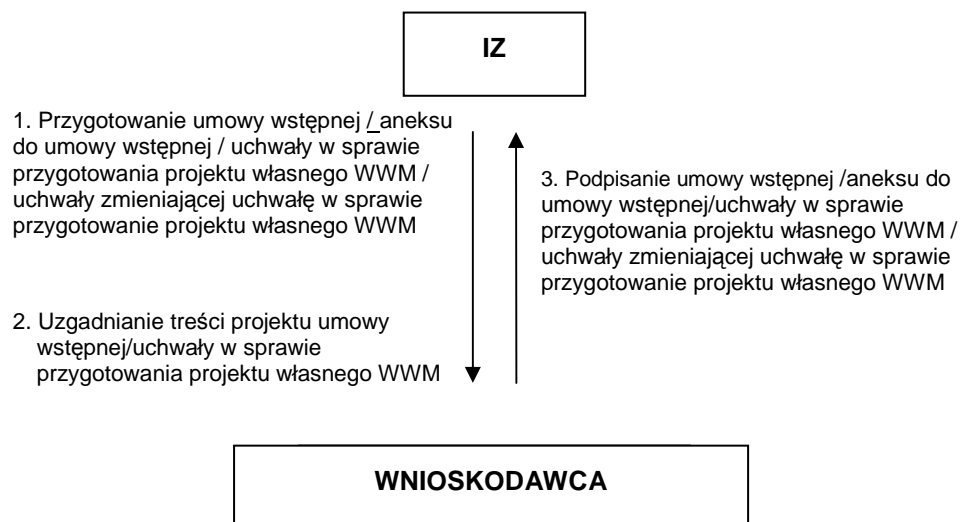 IZ
1. Przygotowanie umowy wstępnej / aneksu
do umowy wstępnej / uchwały w sprawie
przygotowania projektu własnego WWM /
uchwały zmieniającej uchwałę w sprawie
przygotowanie projektu własnego WWM
3. Podpisanie umowy wstępnej /aneksu do
umowy wstępnej/uchwały w sprawie
przygotowania projektu własnego WWM /
uchwały zmieniającej uchwałę w sprawie
przygotowanie projektu własnego WWM
2. Uzgadnianie treści projektu umowy
wstępnej/uchwały w sprawie
przygotowania projektu własnego WWM
WNIOSKODAWCA